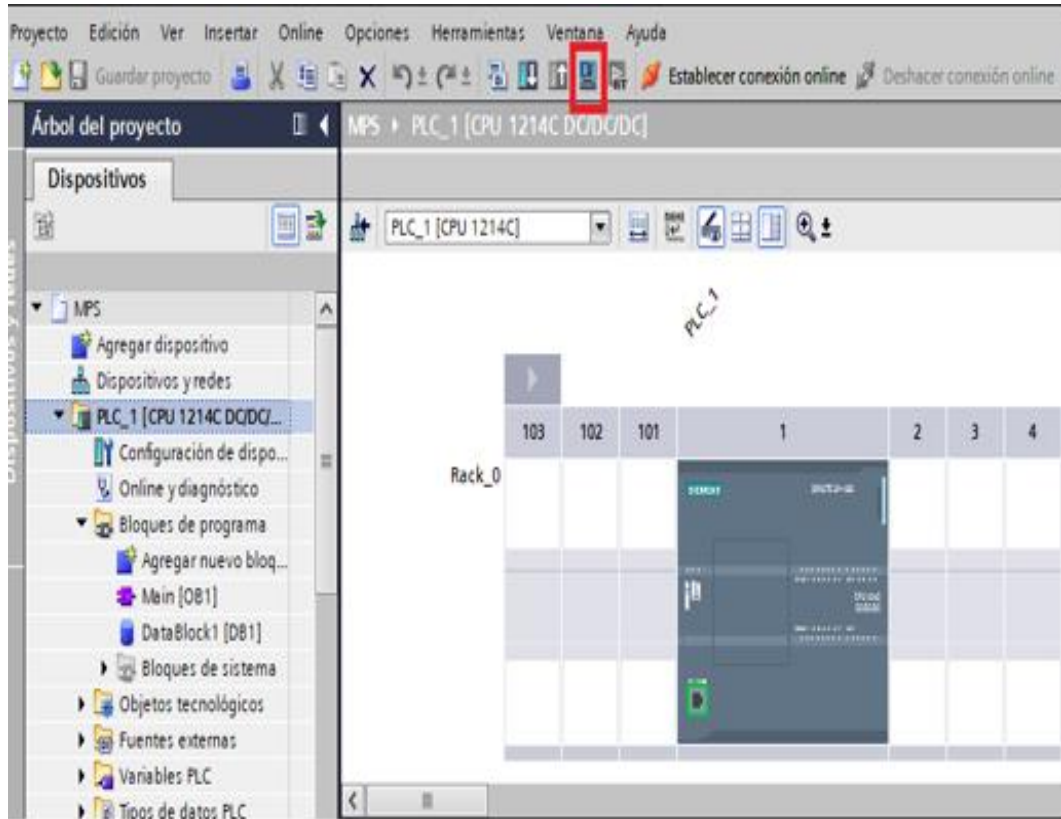 Proyecto Edición Ver Insertar Online Opciones Herramientas Ventana Ayuda
Guardar proyecto Establecer conexión online Deshacer conexión online
Árbol del proyecto
MPS PLC_1 [CPU 1214C DC/DC/DC]
Dispositivos
PLC_1 [CPU 1214C]
MPS
Agregar dispositivo
Dispositivos y redes
PLC_1 [CPU 1214C DC/DC/...
Configuración de dispo...
Online y diagnóstico
Bloques de programa
Agregar nuevo bloq...
Main [OB1]
DataBlock1 [DB1]
Bloques de sistema
Objetos tecnológicos
Fuentes externas
Variables PLC
Tipos de datos PLC
Dispositivos y redes
PLC_1
103 102 101 1 2 3 4
Rack_0
SIEMENS